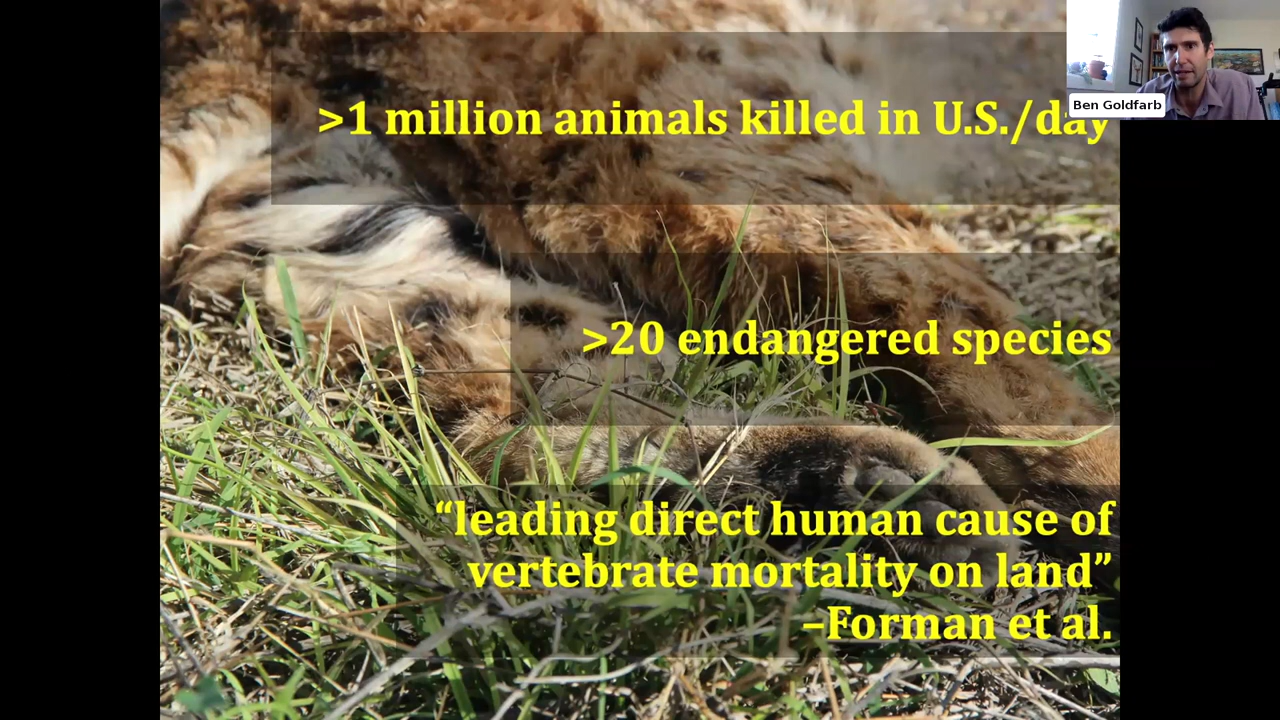 >1 million animals killed in U.S./day
Ben Goldfarb
>20 endangered species
“leading direct human cause of
vertebrate mortality on land”
–Forman et al.